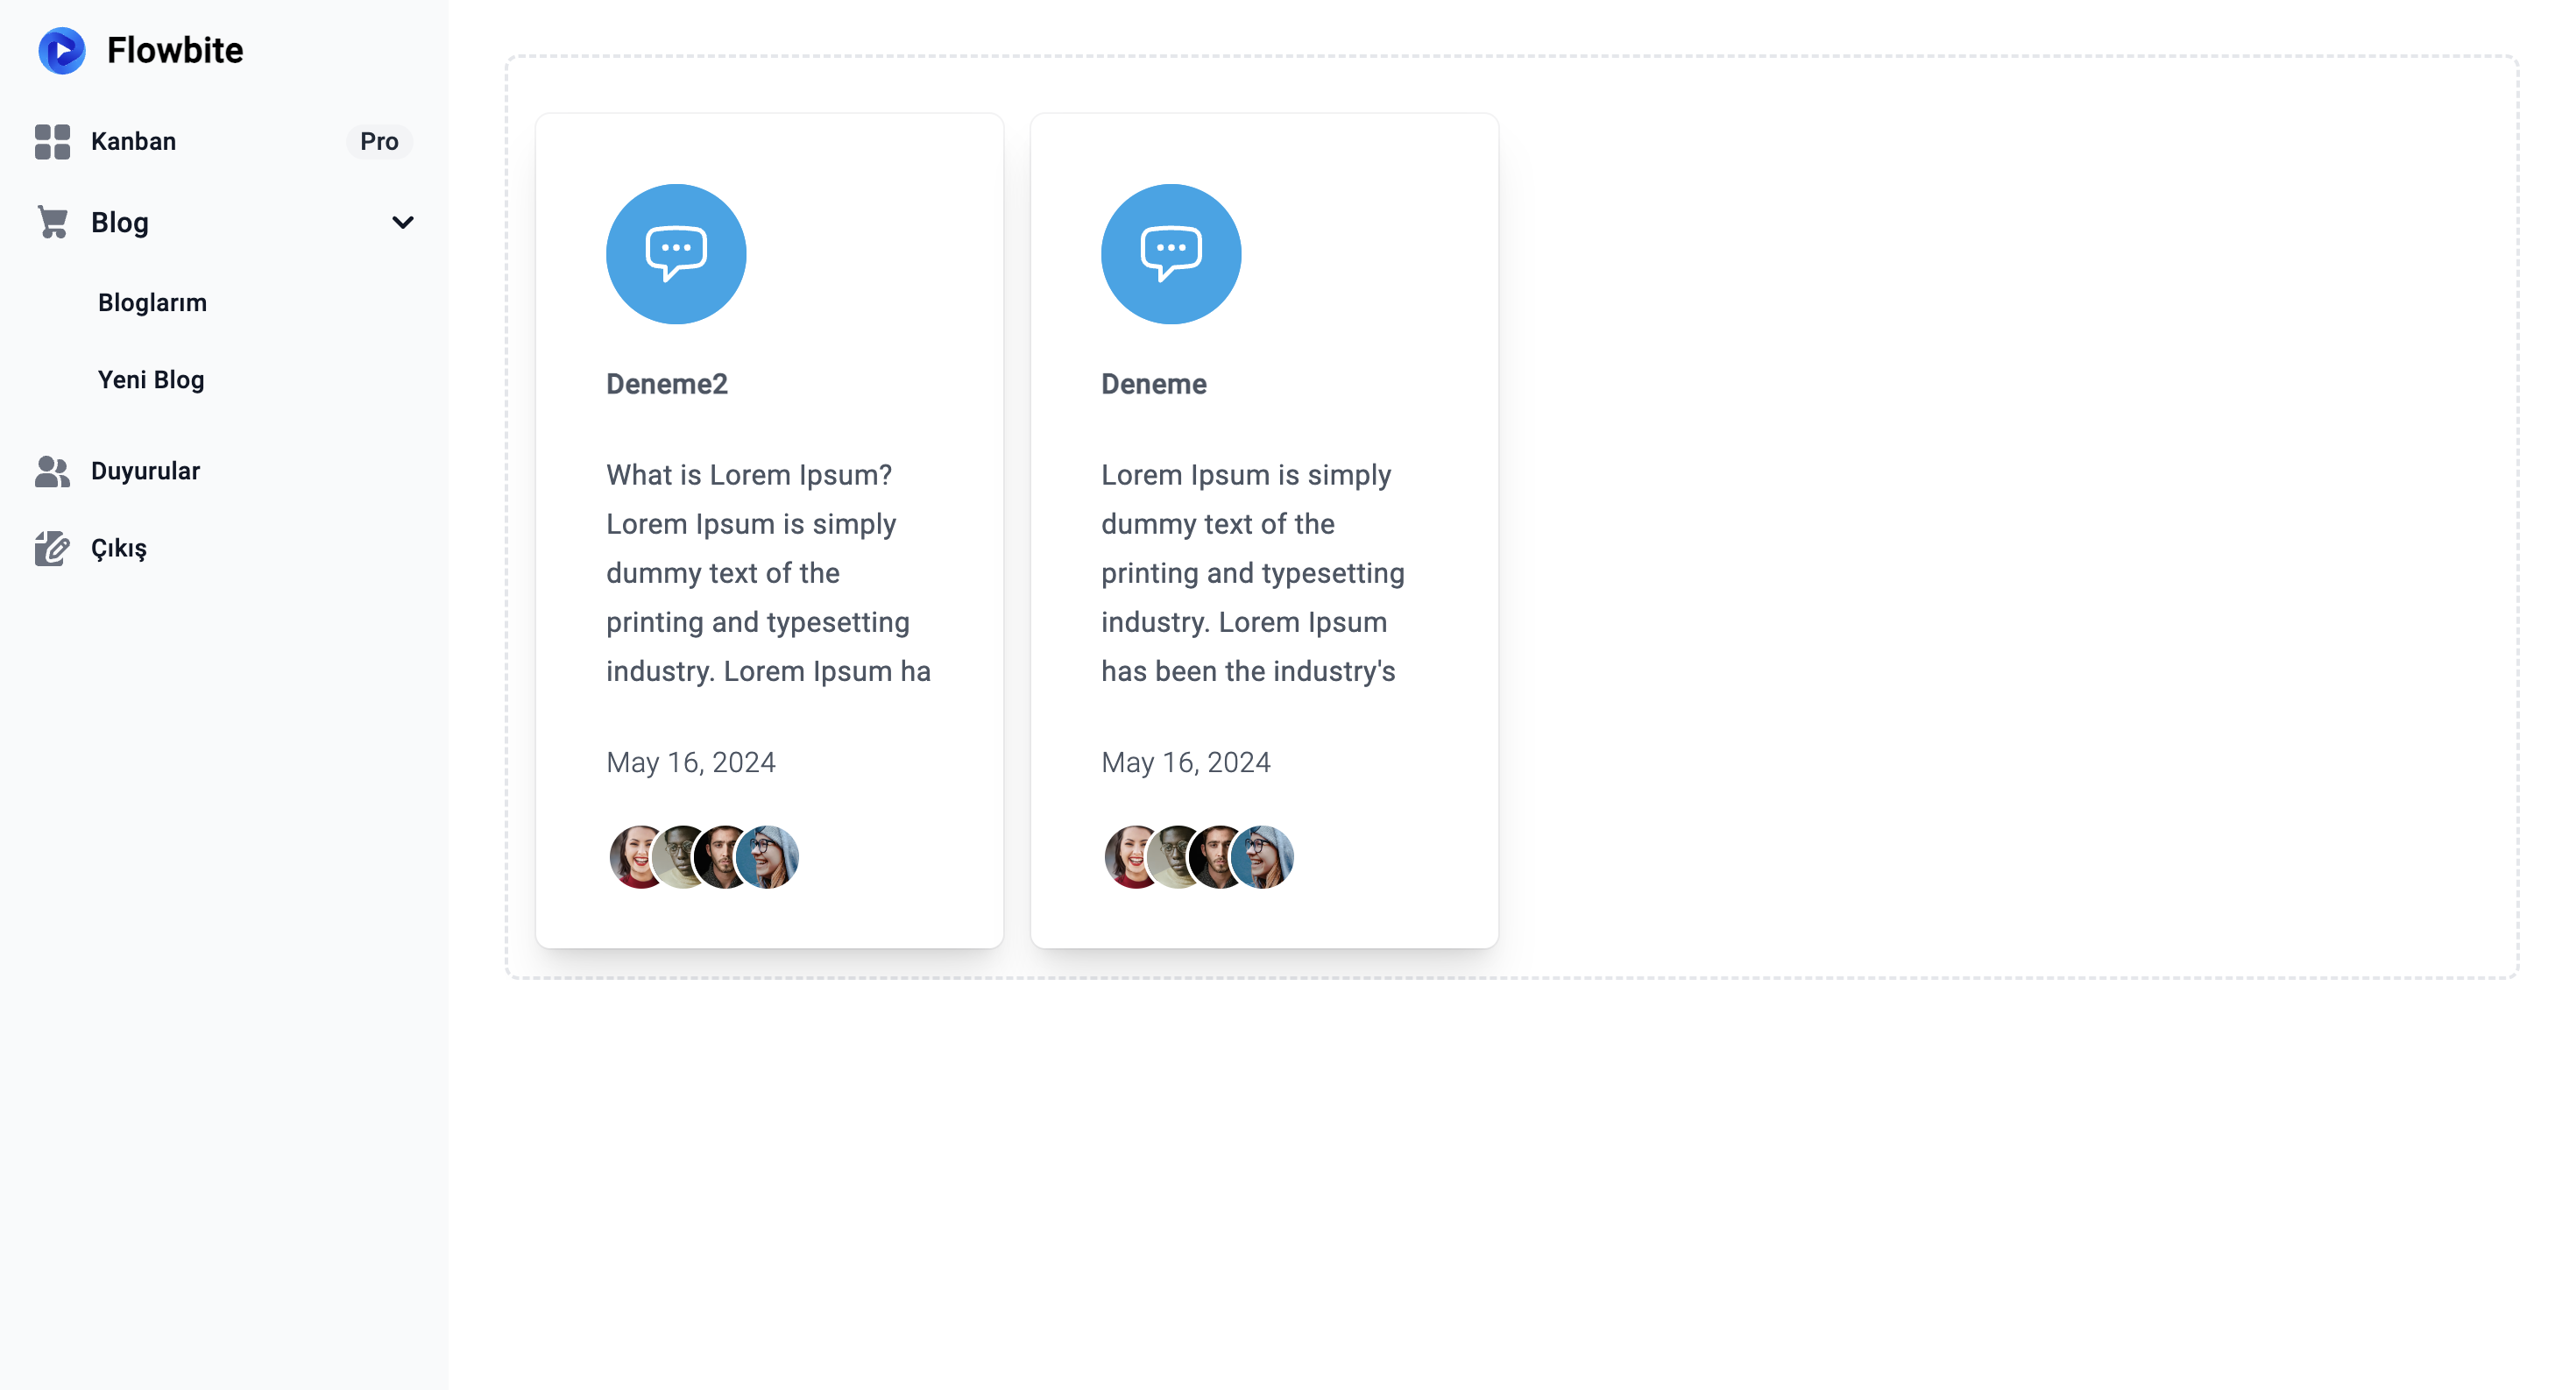 Flowbite
Kanban
Pro
Blog
Bloglarım
Yeni Blog
Duyurular
Çıkış
Deneme2
What is Lorem Ipsum?
Lorem Ipsum is simply
dummy text of the
printing and typesetting
industry. Lorem Ipsum ha
May 16, 2024
Deneme
Lorem Ipsum is simply
dummy text of the
printing and typesetting
industry. Lorem Ipsum
has been the industry's
May 16, 2024